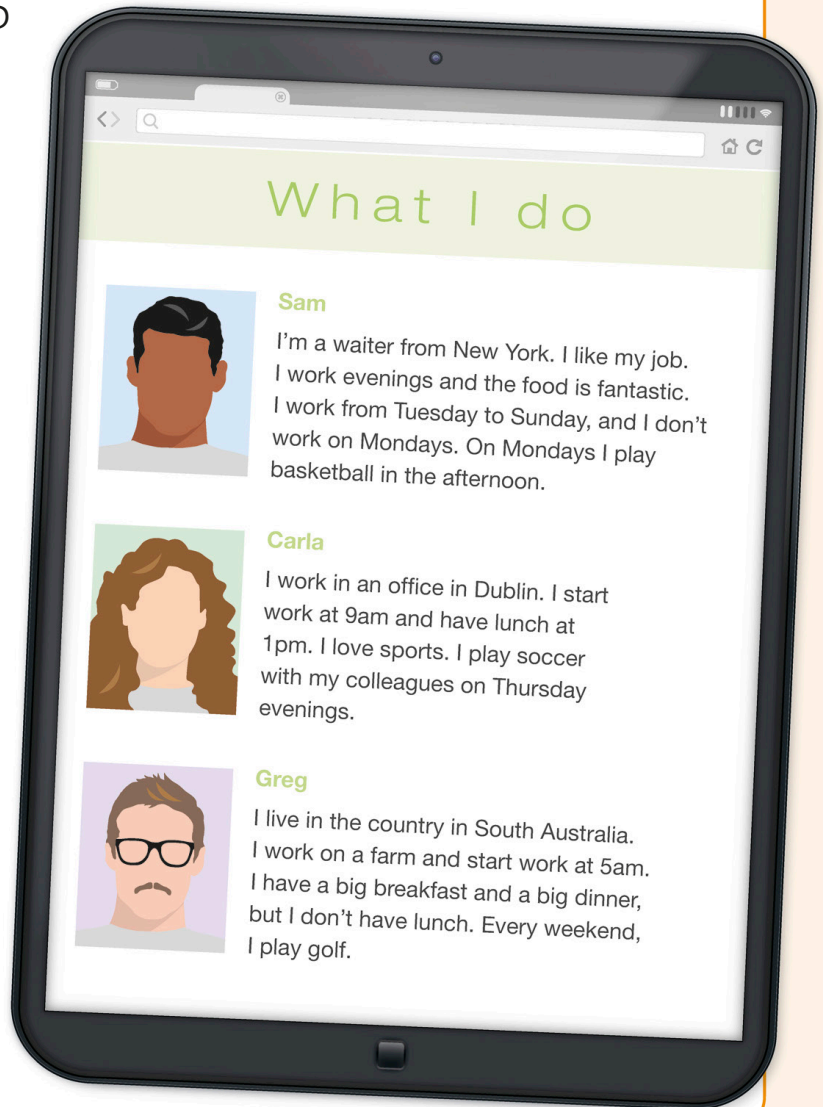 What I do
Sam
I'm a waiter from New York. I like my job.
I work evenings and the food is fantastic.
I work from Tuesday to Sunday, and I don't
work on Mondays. On Mondays I play
basketball in the afternoon.
Carla
I work in an office in Dublin. I start
work at 9am and have lunch at
1pm. I love sports. I play soccer
with my colleagues on Thursday
evenings.
Greg
I live in the country in South Australia.
I work on a farm and start work at 5am.
I have a big breakfast and a big dinner,
but I don't have lunch. Every weekend,
I play golf.